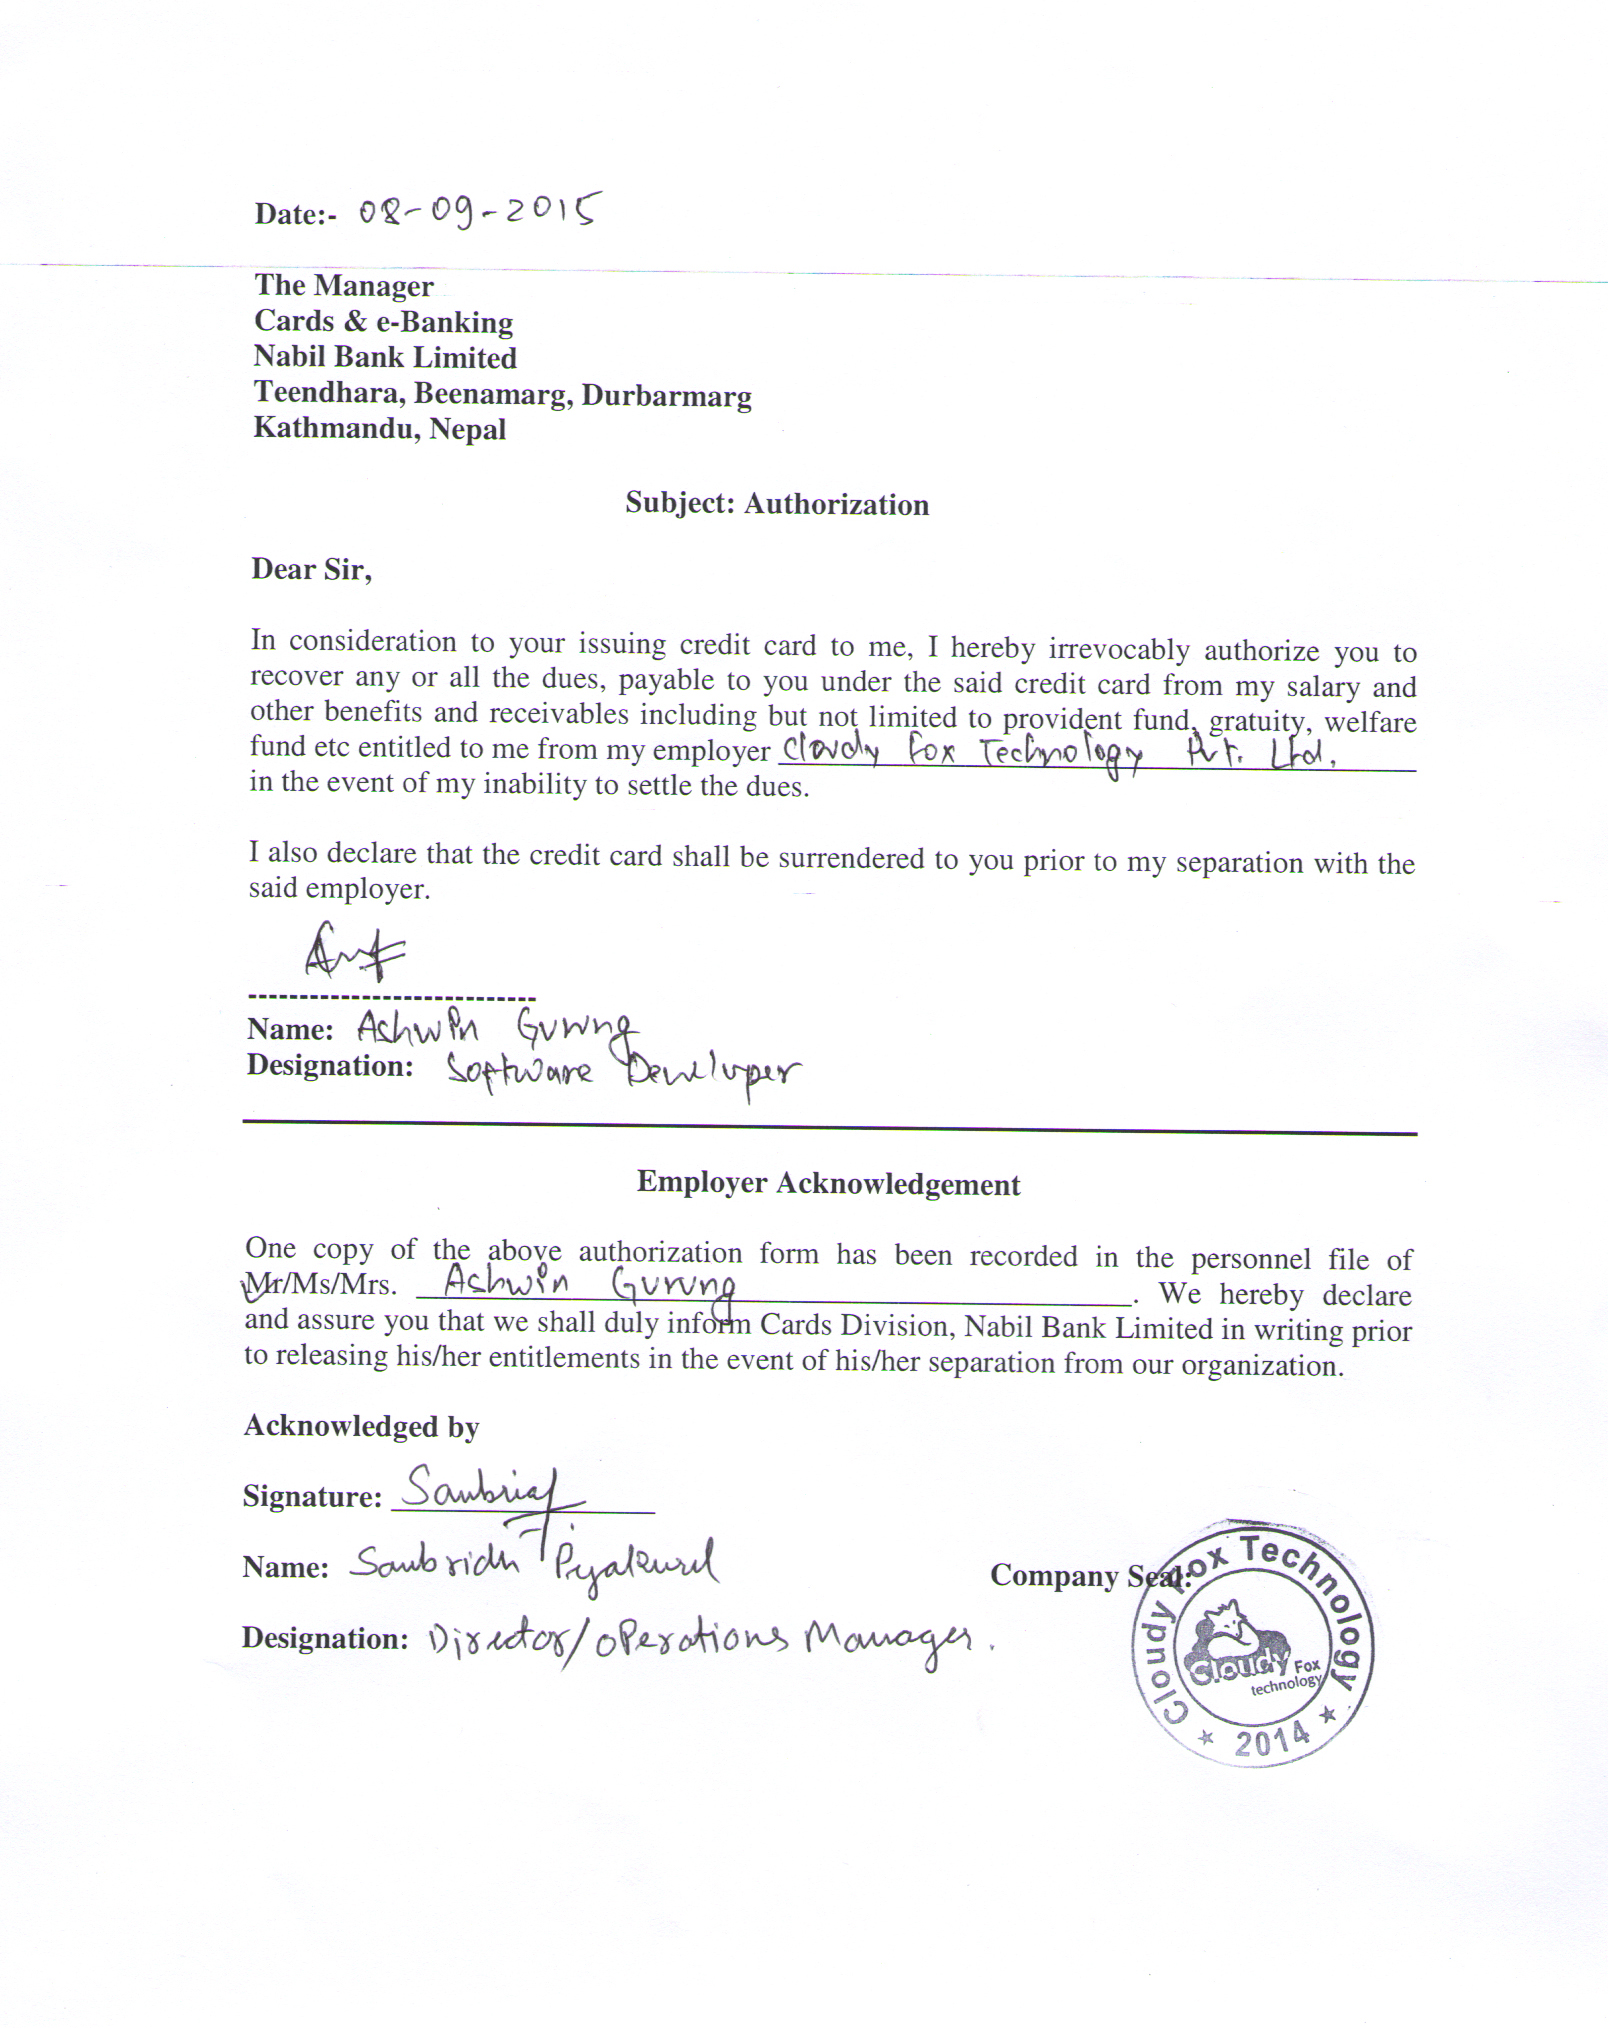 Date:- 08-09-2015
The Manager
Cards & e-Banking
Nabil Bank Limited
Teendhara, Beenamarg, Durbarmarg
Kathmandu, Nepal
Subject: Authorization
Dear Sir,
In consideration to your issuing credit card to me, I hereby irrevocably authorize you to
recover any or all the dues, payable to you under the said credit card from my salary and
other benefits and receivables including but not limited to provident fund, gratuity, welfare
fund etc entitled to me from my employer Cloudy Fox Technology Pvt. Ltd.
in the event of my inability to settle the dues.
I also declare that the credit card shall be surrendered to you prior to my separation with the
said employer.
Name: Ashwin Gurung
Designation: Software Developer
Employer Acknowledgement
One copy of the above authorization form has been recorded in the personnel file of
Mr/Ms/Mrs. Ashwin Gurung. We hereby declare
and assure you that we shall duly inform Cards Division, Nabil Bank Limited in writing prior
to releasing his/her entitlements in the event of his/her separation from our organization.
Acknowledged by
Signature:
Name: Saubridh Pyakurel
Company Seal:
Designation: Director/Operations Manager.
Cloudy Fox Technology
Cloudy Fox
technology
★ 2014 ★